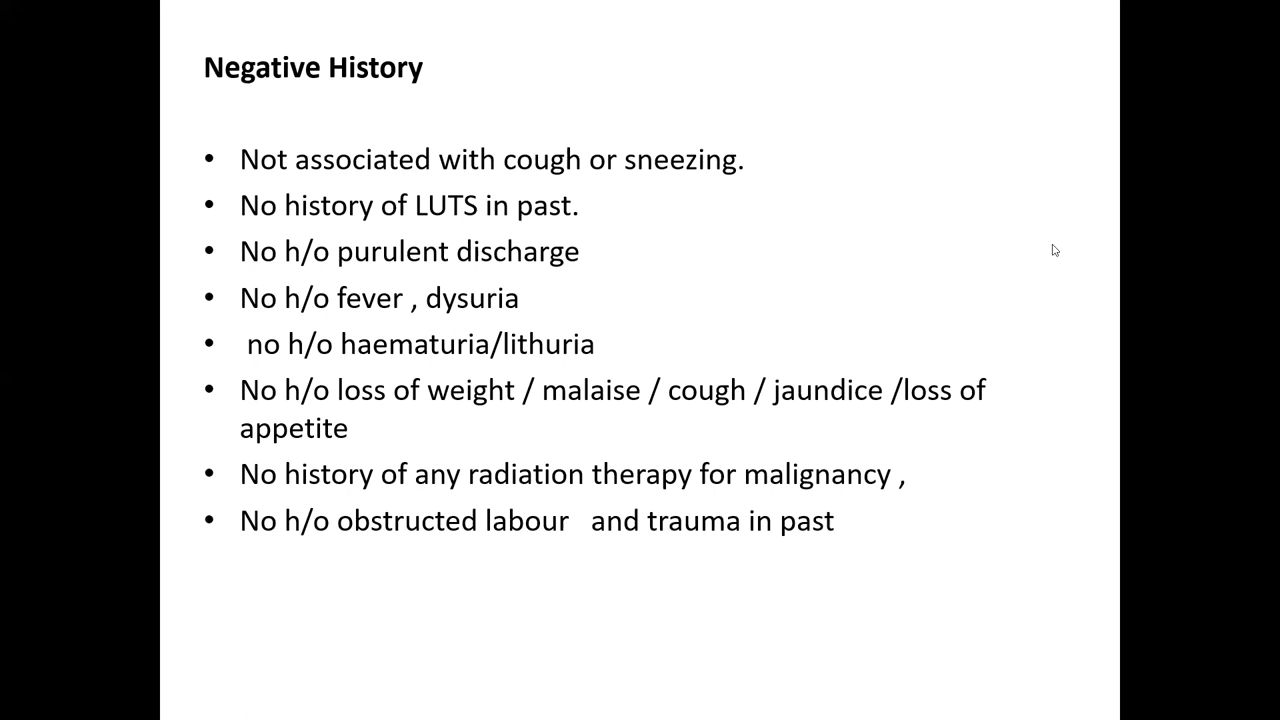 Negative History
• Not associated with cough or sneezing.
• No history of LUTS in past.
• No h/o purulent discharge
• No h/o fever , dysuria
• no h/o haematuria/lithuria
• No h/o loss of weight / malaise / cough / jaundice /loss of
appetite
• No history of any radiation therapy for malignancy ,
• No h/o obstructed labour   and trauma in past